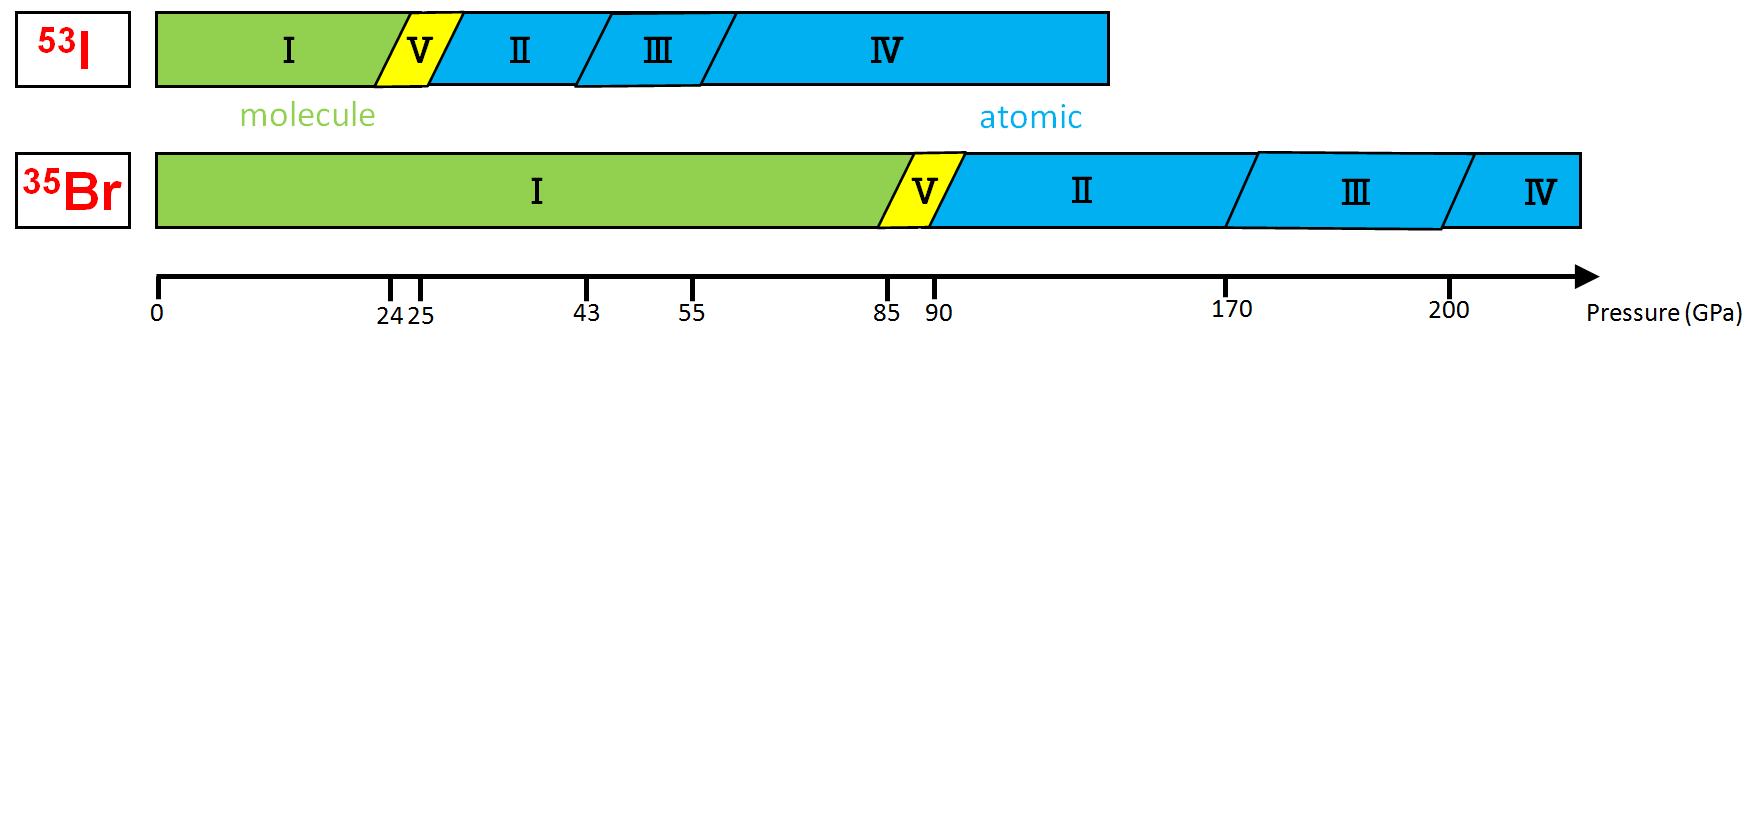 ⁵³I Ⅰ Ⅴ Ⅱ Ⅲ Ⅳ
molecule atomic
³⁵Br Ⅰ Ⅴ Ⅱ Ⅲ Ⅳ
0 24 25 43 55 85 90 170 200 Pressure (GPa)